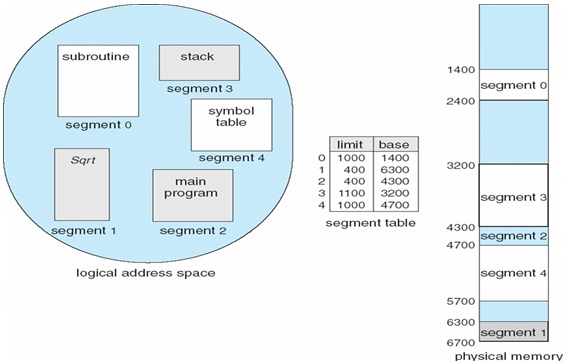 subroutine
segment 0
stack
segment 3
symbol
table
segment 4
Sqrt
segment 1
main
program
segment 2
logical address space
limit base
0 1000 1400
1 400 6300
2 400 4300
3 1100 3200
4 1000 4700
segment table
1400
segment 0
2400
3200
segment 3
4300
segment 2
4700
segment 4
5700
6300
segment 1
6700
physical memory